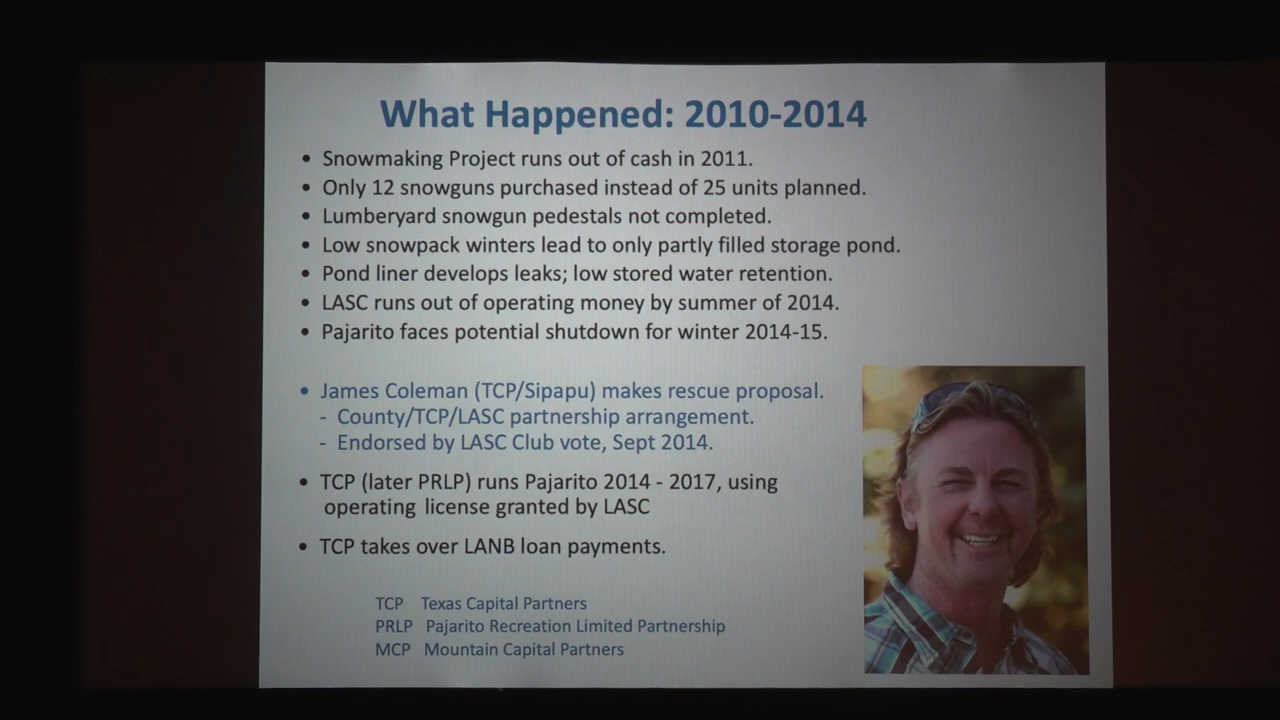 What Happened: 2010-2014
• Snowmaking Project runs out of cash in 2011.
• Only 12 snowguns purchased instead of 25 units planned.
• Lumberyard snowgun pedestals not completed.
• Low snowpack winters lead to only partly filled storage pond.
• Pond liner develops leaks; low stored water retention.
• LASC runs out of operating money by summer of 2014.
• Pajarito faces potential shutdown for winter 2014-15.
• James Coleman (TCP/Sipapu) makes rescue proposal.
- County/TCP/LASC partnership arrangement.
- Endorsed by LASC Club vote, Sept 2014.
• TCP (later PRLP) runs Pajarito 2014 - 2017, using
operating license granted by LASC
• TCP takes over LANB loan payments.
TCP Texas Capital Partners
PRLP Pajarito Recreation Limited Partnership
MCP Mountain Capital Partners